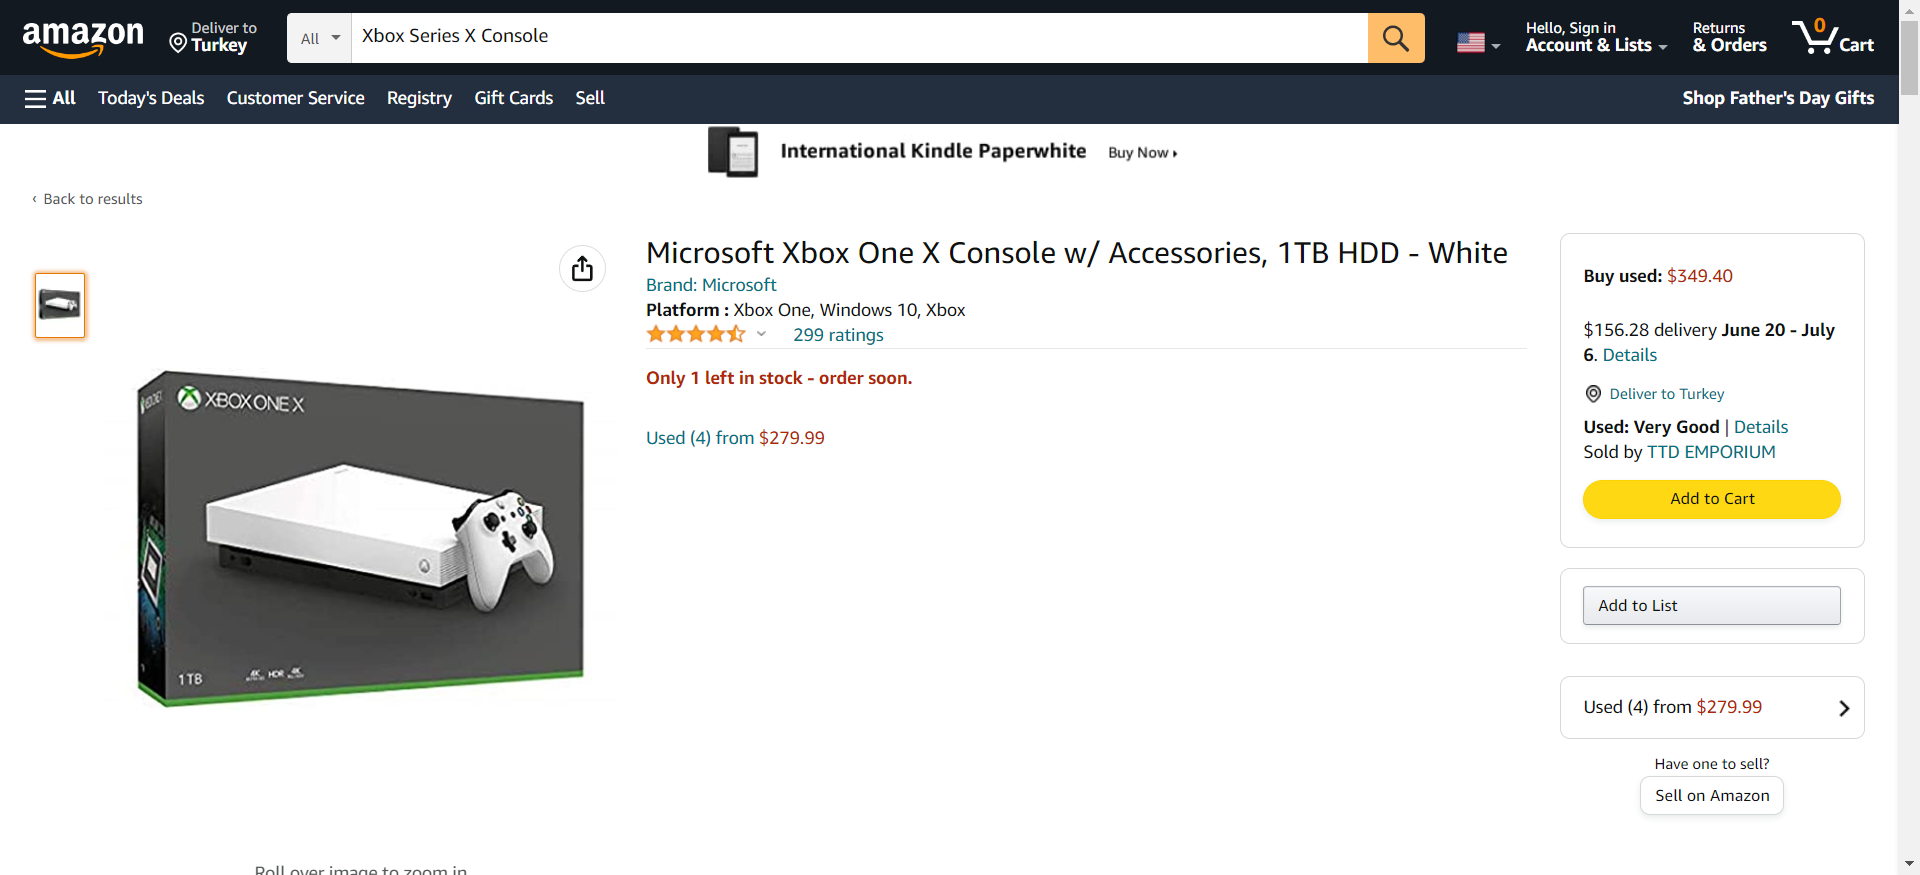 amazon
Deliver to
Turkey
All
Xbox Series X Console
Hello, Sign in
Account & Lists
Returns
& Orders
0
Cart
All
Today's Deals
Customer Service
Registry
Gift Cards
Sell
Shop Father's Day Gifts
International Kindle Paperwhite
Buy Now
‹ Back to results
Microsoft Xbox One X Console w/ Accessories, 1TB HDD - White
Brand: Microsoft
Platform : Xbox One, Windows 10, Xbox
299 ratings
Only 1 left in stock - order soon.
Used (4) from $279.99
XBOX ONE X
1TB
4K
HDR
4K
Roll over image to zoom in
Buy used: $349.40
$156.28 delivery June 20 - July
6. Details
Deliver to Turkey
Used: Very Good | Details
Sold by TTD EMPORIUM
Add to Cart
Add to List
Used (4) from $279.99
Have one to sell?
Sell on Amazon